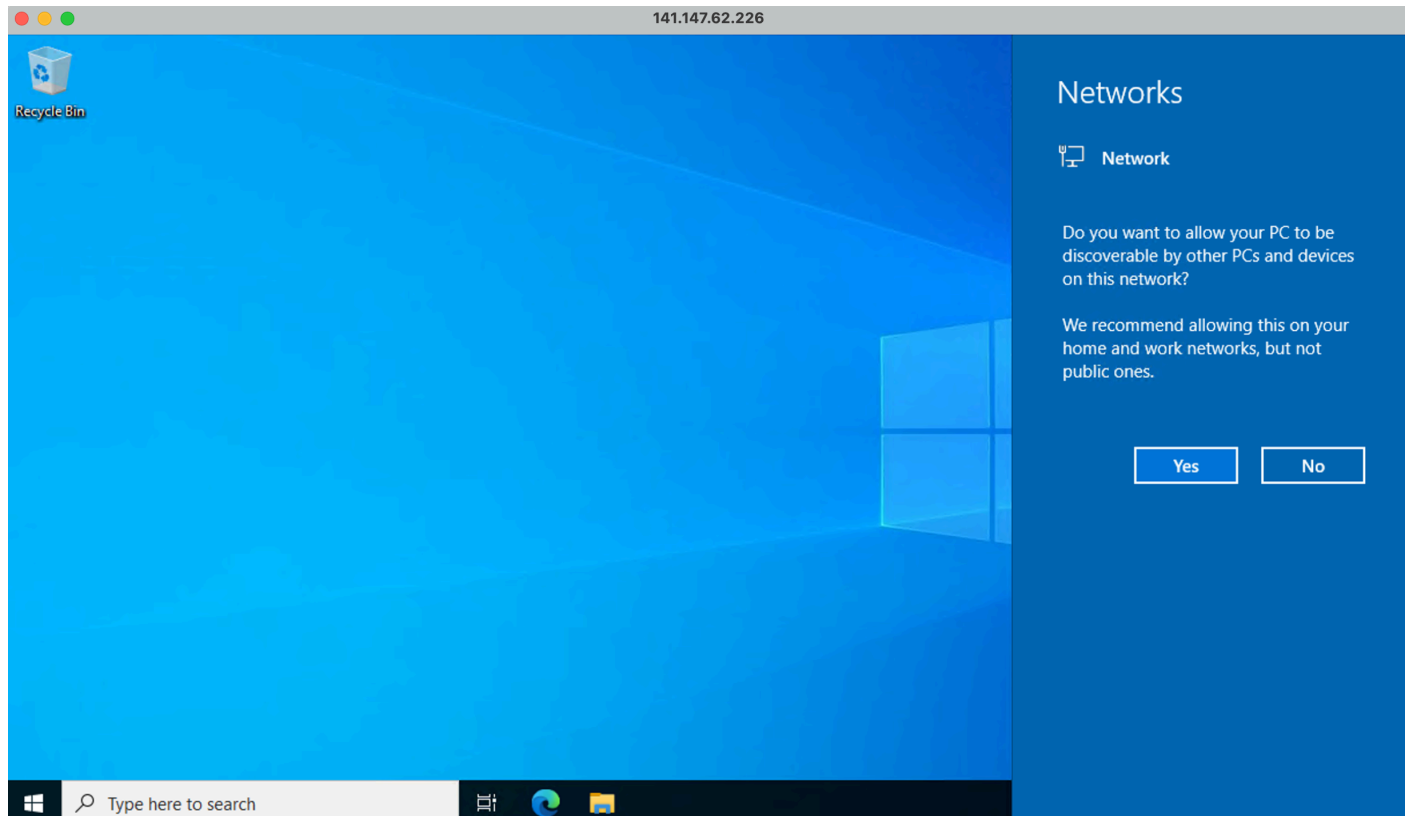 141.147.62.226
Recycle Bin
Networks
Network
Do you want to allow your PC to be
discoverable by other PCs and devices
on this network?
We recommend allowing this on your
home and work networks, but not
public ones.
Yes
No
Type here to search